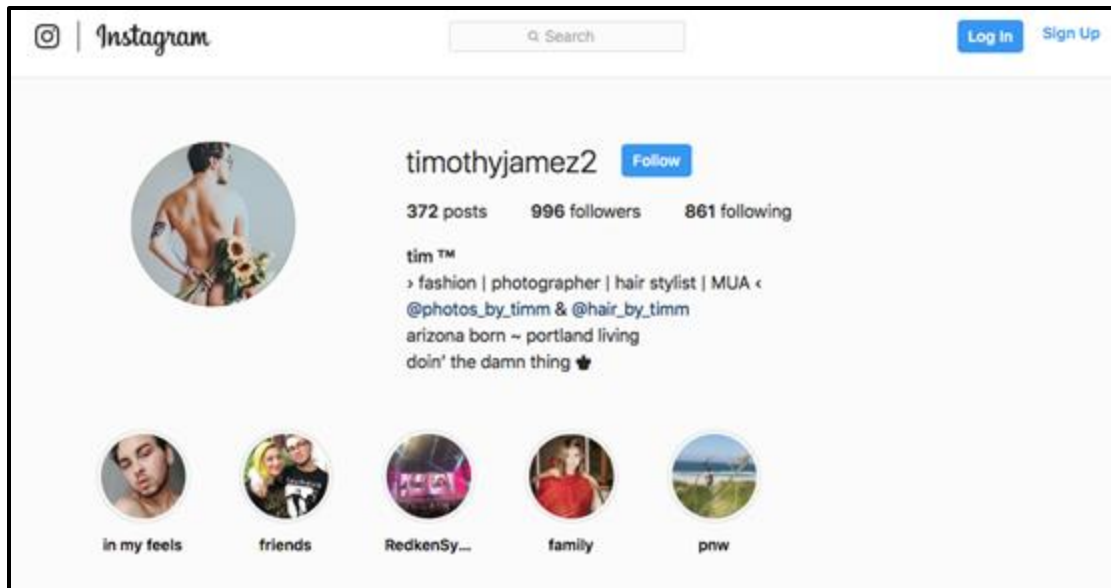 Instagram
Search
Log In
Sign Up
timothyjamez2 Follow
372 posts 996 followers 861 following
tim ™
› fashion | photographer | hair stylist | MUA ‹
@photos_by_timm & @hair_by_timm
arizona born ~ portland living
doin' the damn thing
in my feels
friends
RedkenSy...
family
pnw